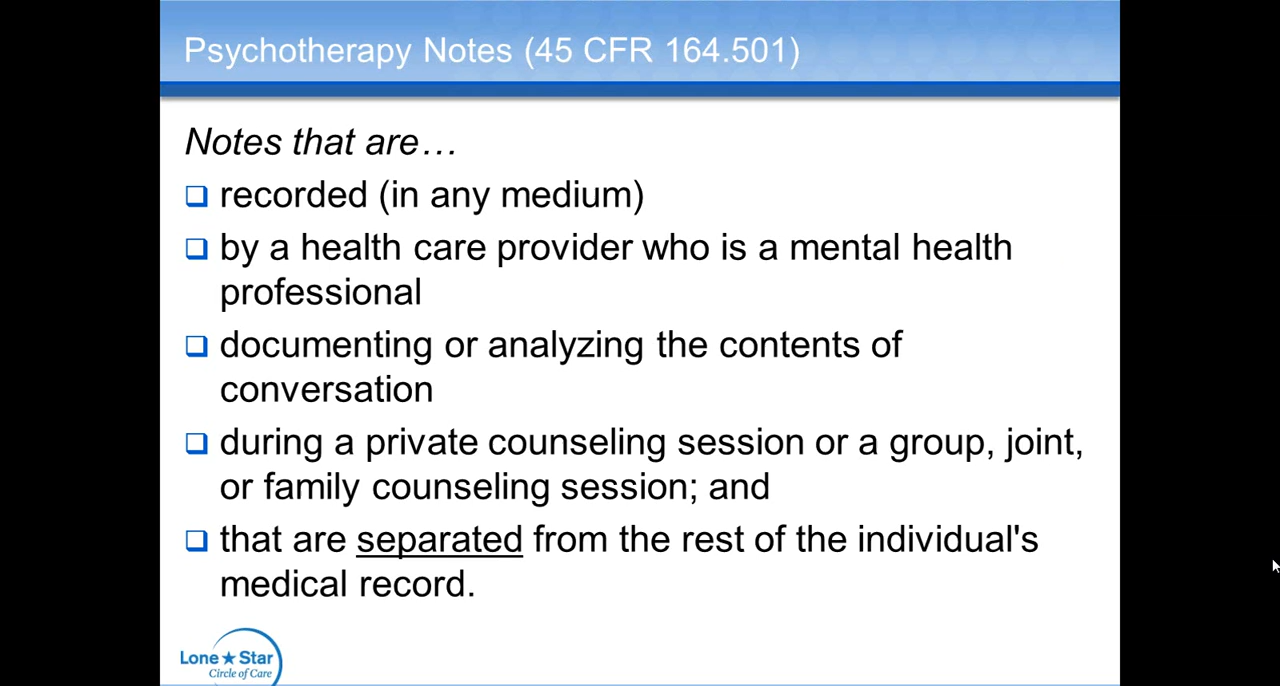 Psychotherapy Notes (45 CFR 164.501)
Notes that are…
recorded (in any medium)
by a health care provider who is a mental health
professional
documenting or analyzing the contents of
conversation
during a private counseling session or a group, joint,
or family counseling session; and
that are separated from the rest of the individual's
medical record.
Lone★Star
Circle of Care